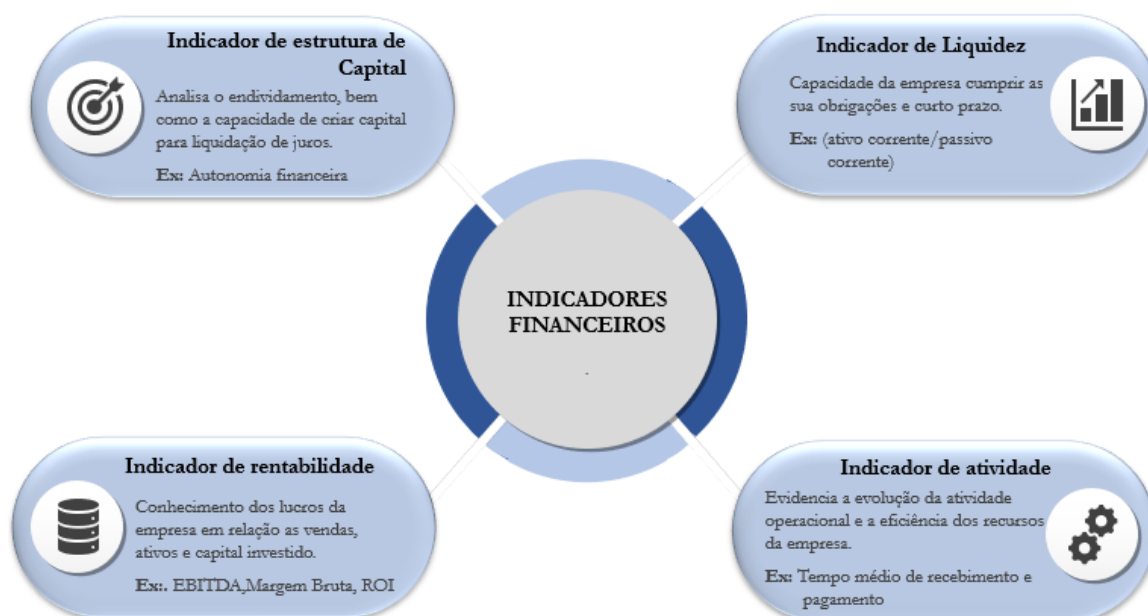 Indicador de estrutura de
Capital
Analisa o endividamento, bem
como a capacidade de criar capital
para liquidação de juros.
Ex: Autonomia financeira
Indicador de Liquidez
Capacidade da empresa cumprir as
sua obrigações e curto prazo.
Ex: (ativo corrente/passivo
corrente)
INDICADORES
FINANCEIROS
.
Indicador de rentabilidade
Conhecimento dos lucros da
empresa em relação as vendas,
ativos e capital investido.
Ex:. EBITDA,Margem Bruta, ROI
Indicador de atividade
Evidencia a evolução da atividade
operacional e a eficiência dos recursos
da empresa.
Ex: Tempo médio de recebimento e
pagamento